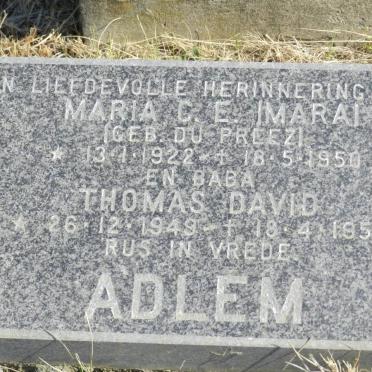 N LIEFDEVOLLE HERINNERING
MARIA C. E. (MARAI
(GEB. DU PREEZ)
* 13·1·1922 – † 18·5·1950
EN BABA
THOMAS DAVID
* 26·12·1949 – † 18·4·195
RUS IN VREDE
ADLEM